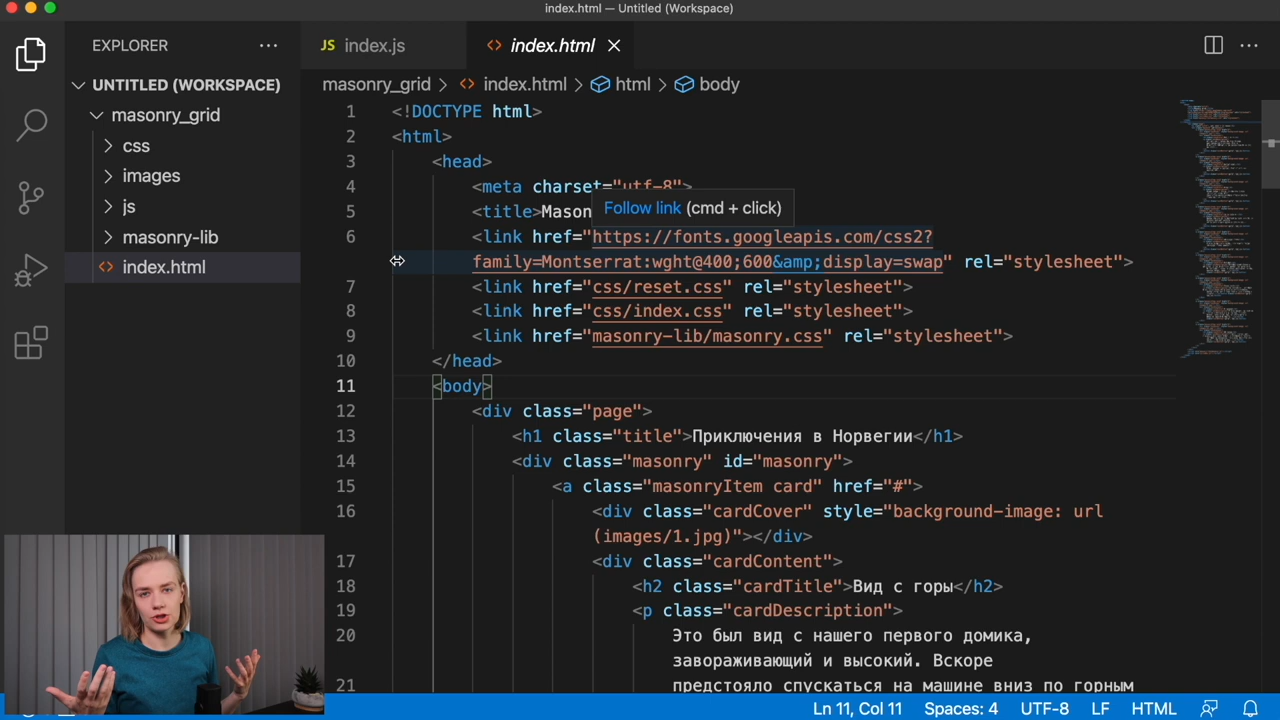 index.html — Untitled (Workspace)
EXPLORER
UNTITLED (WORKSPACE)
masonry_grid
css
images
js
masonry-lib
index.html
JS index.js
index.html
masonry_grid > index.html > html > body
1 <!DOCTYPE html>
2 <html>
3 <head>
4 <meta charset="utf-8">
5 <title>Mason
Follow link (cmd + click)
6 <link href="https://fonts.googleapis.com/css2?
family=Montserrat:wght@400;600&amp;display=swap" rel="stylesheet">
7 <link href="css/reset.css" rel="stylesheet">
8 <link href="css/index.css" rel="stylesheet">
9 <link href="masonry-lib/masonry.css" rel="stylesheet">
10 </head>
11 <body>
12 <div class="page">
13 <h1 class="title">Приключения в Норвегии</h1>
14 <div class="masonry" id="masonry">
15 <a class="masonryItem card" href="#">
16 <div class="cardCover" style="background-image: url
(images/1.jpg)"></div>
17 <div class="cardContent">
18 <h2 class="cardTitle">Вид с горы</h2>
19 <p class="cardDescription">
20 Это был вид с нашего первого домика,
завораживающий и высокий. Вскоре
21 предстояло спускаться на машине вниз по горным
Ln 11, Col 11 Spaces: 4 UTF-8 LF HTML